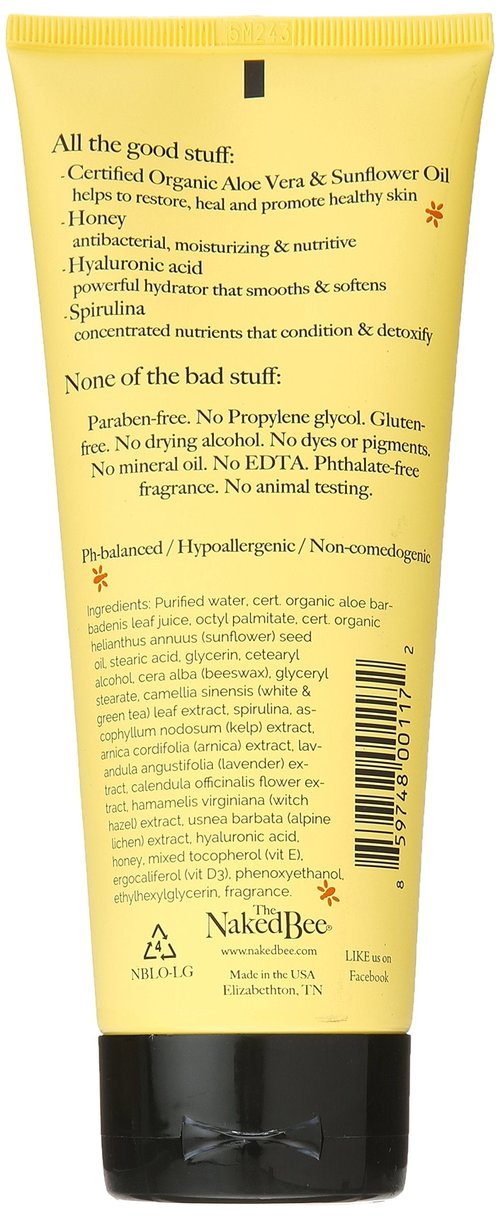 5M243
All the good stuff:
-Certified Organic Aloe Vera & Sunflower Oil
helps to restore, heal and promote healthy skin
-Honey
antibacterial, moisturizing & nutritive
-Hyaluronic acid
powerful hydrator that smooths & softens
-Spirulina
concentrated nutrients that condition & detoxify
None of the bad stuff:
Paraben-free. No Propylene glycol. Gluten-
free. No drying alcohol. No dyes or pigments.
No mineral oil. No EDTA. Phthalate-free
fragrance. No animal testing.
Ph-balanced / Hypoallergenic / Non-comedogenic
Ingredients: Purified water, cert. organic aloe bar-
badenis leaf juice, octyl palmitate, cert. organic
helianthus annuus (sunflower) seed
oil, stearic acid, glycerin, cetearyl
alcohol, cera alba (beeswax), glyceryl
stearate, camellia sinensis (white &
green tea) leaf extract, spirulina, as-
cophyllum nodosum (kelp) extract,
arnica cordifolia (arnica) extract, lav-
andula angustifolia (lavender) ex-
tract, calendula officinalis flower ex-
tract, hamamelis virginiana (witch
hazel) extract, usnea barbata (alpine
lichen) extract, hyaluronic acid,
honey, mixed tocopherol (vit E),
ergocaliferol (vit D3), phenoxyethanol,
ethylhexylglycerin, fragrance.
8 59748 00117 2
The
NakedBee®
www.nakedbee.com
4
NBLO-LG
Made in the USA
Elizabethton, TN
LIKE us on
Facebook